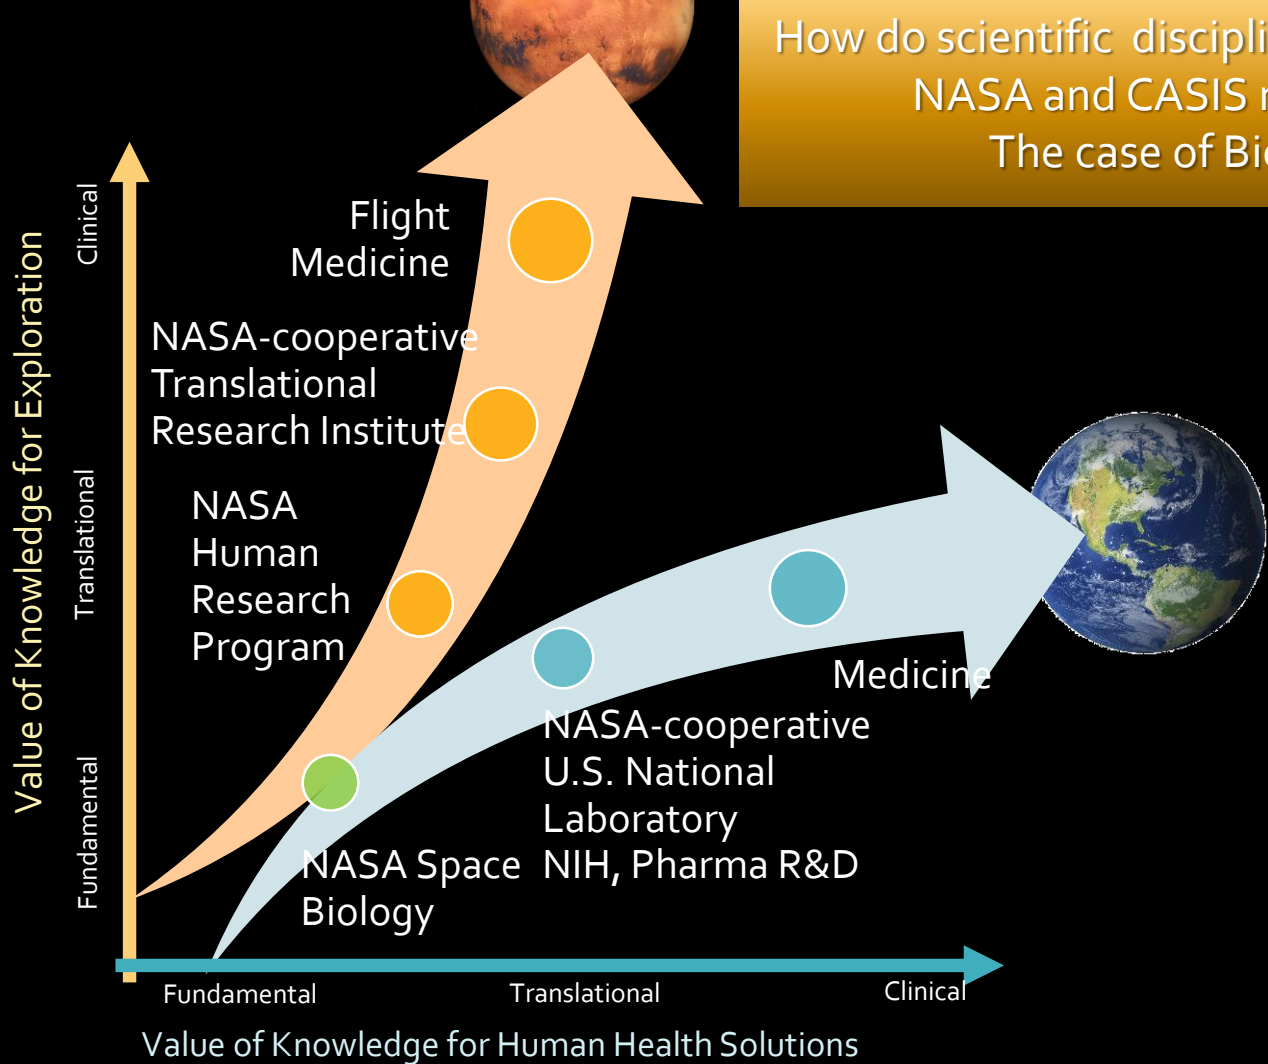 How do scientific discipli
NASA and CASIS
The case of Bio
Value of Knowledge for Exploration
Clinical
Translational
Fundamental
Flight
Medicine
NASA-cooperative
Translational
Research Institute
NASA
Human
Research
Program
Medicine
NASA-cooperative
U.S. National
Laboratory
NIH, Pharma R&D
NASA Space
Biology
Fundamental
Translational
Clinical
Value of Knowledge for Human Health Solutions